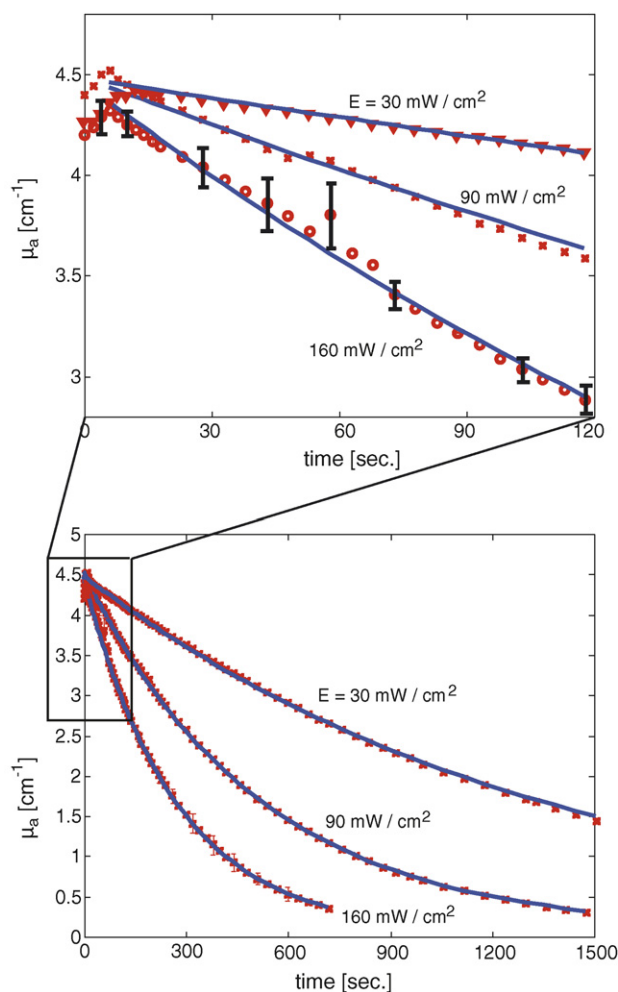 4.5
4
3.5
3
μa [cm-1]
E = 30 mW / cm2
90 mW / cm2
160 mW / cm2
0 30 60 90 120
time [sec.]
5
4.5
4
3.5
3
2.5
2
1.5
1
0.5
0
μa [cm-1]
E = 30 mW / cm2
90 mW / cm2
160 mW / cm2
0 300 600 900 1200 1500
time [sec.]